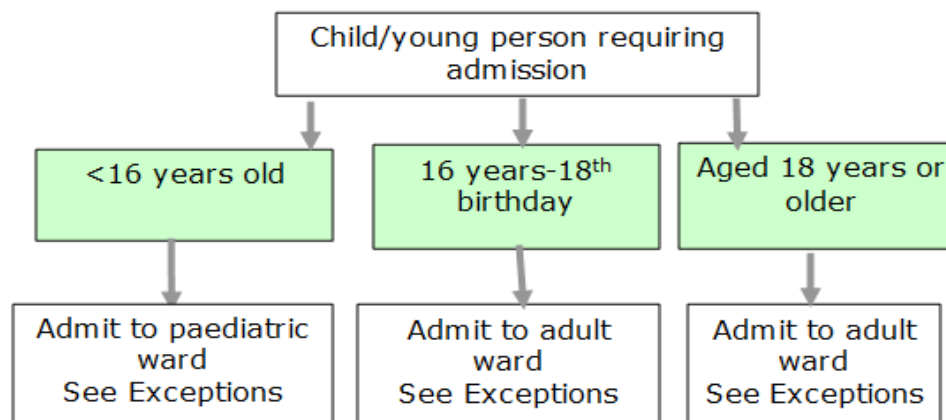 Child/young person requiring
admission
<16 years old
16 years-18th
birthday
Aged 18 years or
older
Admit to paediatric
ward
See Exceptions
Admit to adult
ward
See Exceptions
Admit to adult
ward
See Exceptions